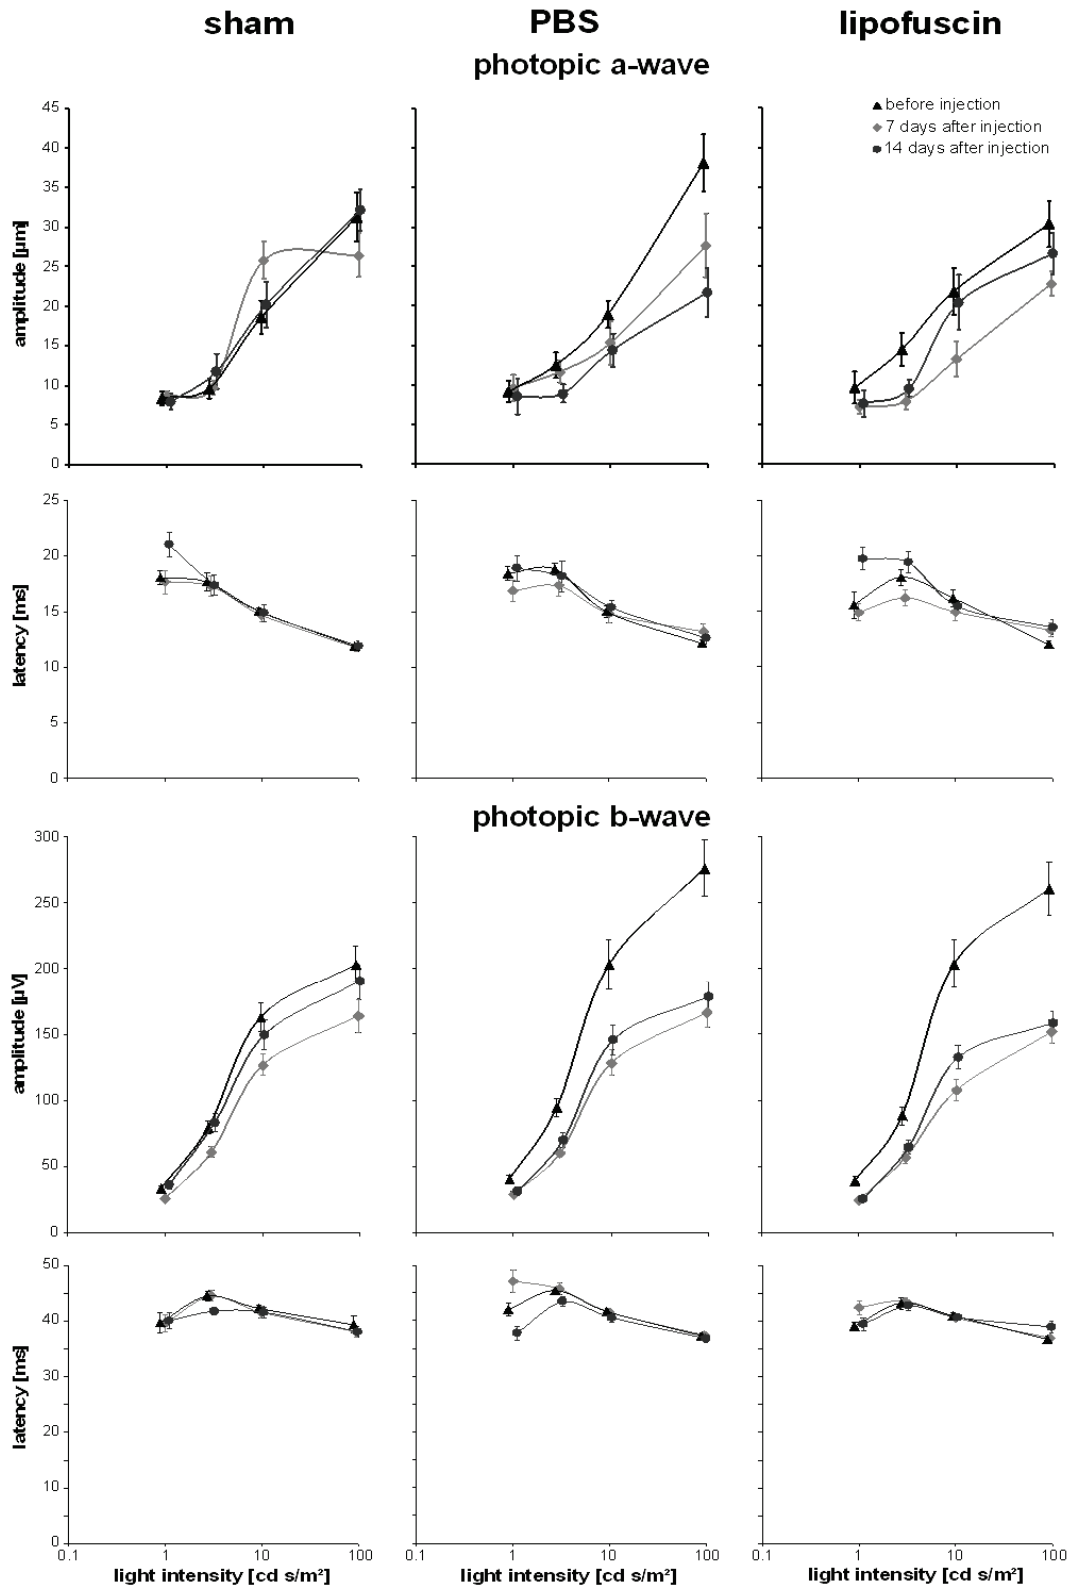 sham PBS lipofuscin
photopic a-wave
before injection
7 days after injection
14 days after injection
amplitude [µm]
45
40
35
30
25
20
15
10
5
0
latency [ms]
25
20
15
10
5
0
photopic b-wave
amplitude [µV]
300
250
200
150
100
50
0
latency [ms]
50
40
30
20
10
0
0.1 1 10 100 0.1 1 10 100 0.1 1 10 100
light intensity [cd s/m²] light intensity [cd s/m²] light intensity [cd s/m²]